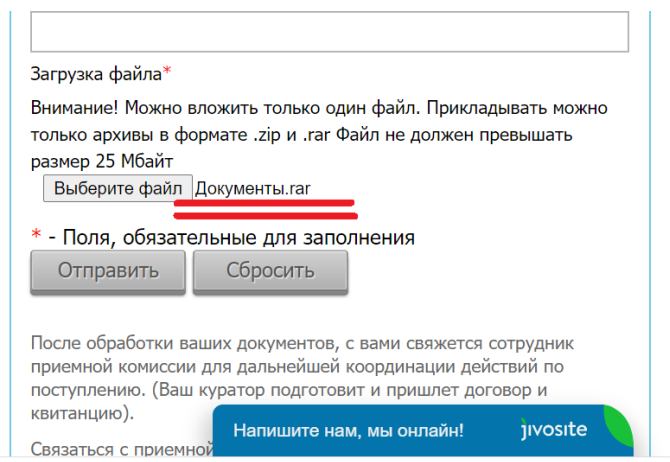 Загрузка файла*
Внимание! Можно вложить только один файл. Прикладывать можно
только архивы в формате .zip и .rar Файл не должен превышать
размер 25 Мбайт
Выберите файл Документы.rar
* - Поля, обязательные для заполнения
Отправить Сбросить
После обработки ваших документов, с вами свяжется сотрудник
приемной комиссии для дальнейшей координации действий по
поступлению. (Ваш куратор подготовит и пришлет договор и
квитанцию).
Напишите нам, мы онлайн! jivosite
Связаться с приемной